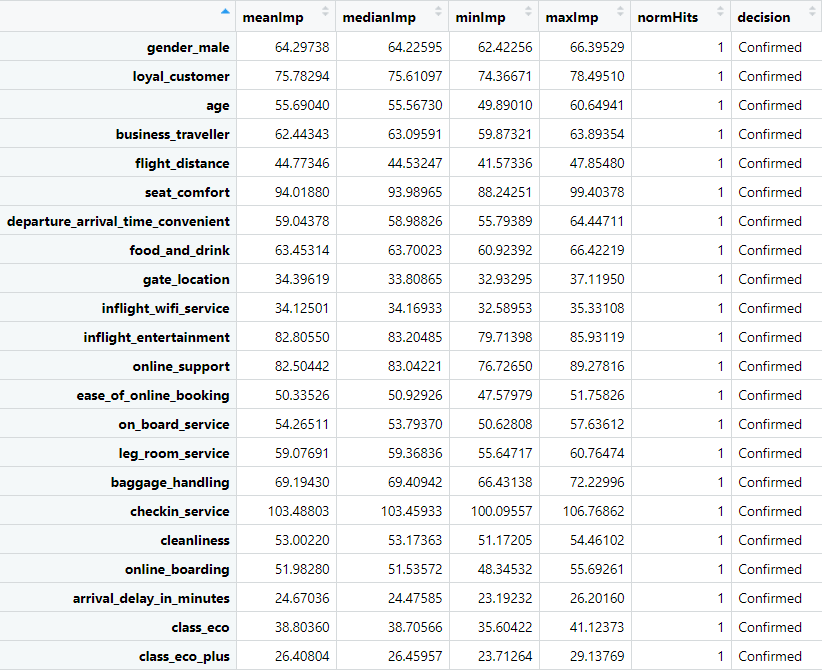 meanImp medianImp minImp maxImp normHits decision
gender_male 64.29738 64.22595 62.42256 66.39529 1 Confirmed
loyal_customer 75.78294 75.61097 74.36671 78.49510 1 Confirmed
age 55.69040 55.56730 49.89010 60.64941 1 Confirmed
business_traveller 62.44343 63.09591 59.87321 63.89354 1 Confirmed
flight_distance 44.77346 44.53247 41.57336 47.85480 1 Confirmed
seat_comfort 94.01880 93.98965 88.24251 99.40378 1 Confirmed
departure_arrival_time_convenient 59.04378 58.98826 55.79389 64.44711 1 Confirmed
food_and_drink 63.45314 63.70023 60.92392 66.42219 1 Confirmed
gate_location 34.39619 33.80865 32.93295 37.11950 1 Confirmed
inflight_wifi_service 34.12501 34.16933 32.58953 35.33108 1 Confirmed
inflight_entertainment 82.80550 83.20485 79.71398 85.93119 1 Confirmed
online_support 82.50442 83.04221 76.72650 89.27816 1 Confirmed
ease_of_online_booking 50.33526 50.92926 47.57979 51.75826 1 Confirmed
on_board_service 54.26511 53.79370 50.62808 57.63612 1 Confirmed
leg_room_service 59.07691 59.36836 55.64717 60.76474 1 Confirmed
baggage_handling 69.19430 69.40942 66.43138 72.22996 1 Confirmed
checkin_service 103.48803 103.45933 100.09557 106.76862 1 Confirmed
cleanliness 53.00220 53.17363 51.17205 54.46102 1 Confirmed
online_boarding 51.98280 51.53572 48.34532 55.69261 1 Confirmed
arrival_delay_in_minutes 24.67036 24.47585 23.19232 26.20160 1 Confirmed
class_eco 38.80360 38.70566 35.60422 41.12373 1 Confirmed
class_eco_plus 26.40804 26.45957 23.71264 29.13769 1 Confirmed